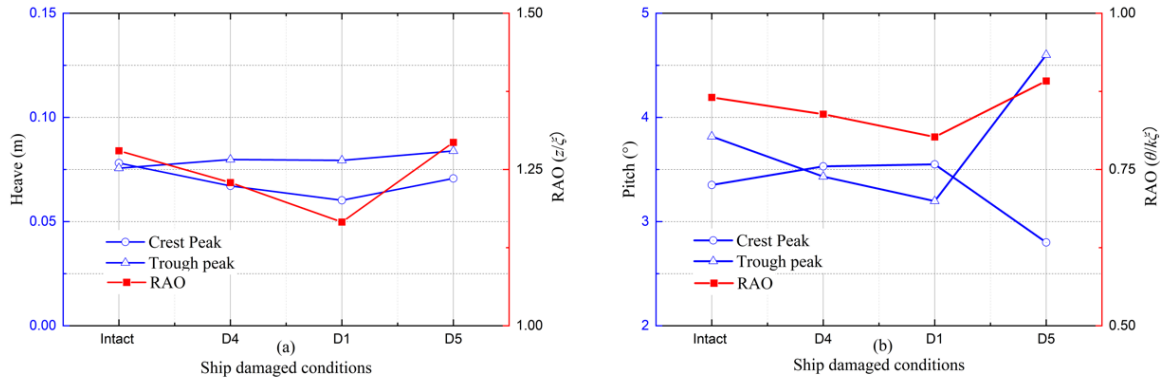 0.15
0.10
0.05
0.00
Heave (m)
1.50
1.25
1.00
RAO (z/ξ)
Crest Peak
Trough peak
RAO
Intact
D4
D1
D5
(a)
Ship damaged conditions
5
4
3
2
Pitch (°)
1.00
0.75
0.50
RAO (θ/kξ)
Crest Peak
Trough peak
RAO
Intact
D4
D1
D5
(b)
Ship damaged conditions